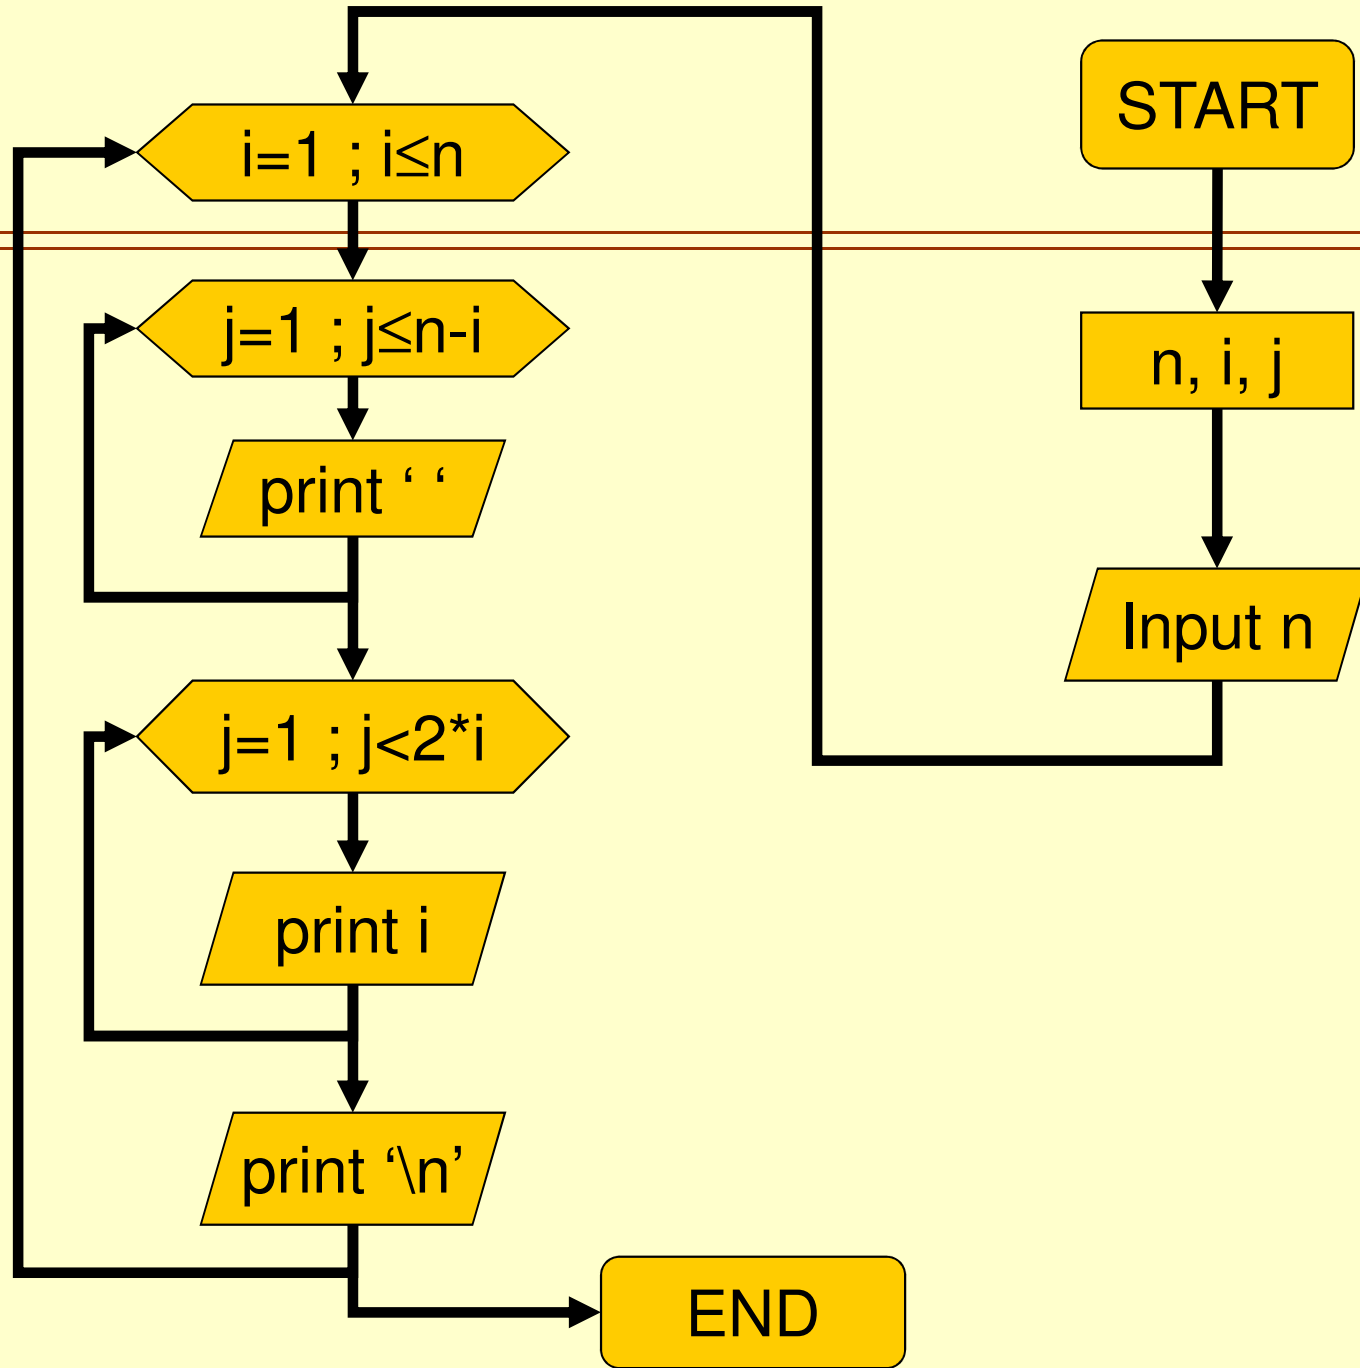 START
n, i, j
Input n
i=1 ; i≤n
j=1 ; j≤n-i
print ‘ ‘
j=1 ; j<2*i
print i
print ‘\n’
END